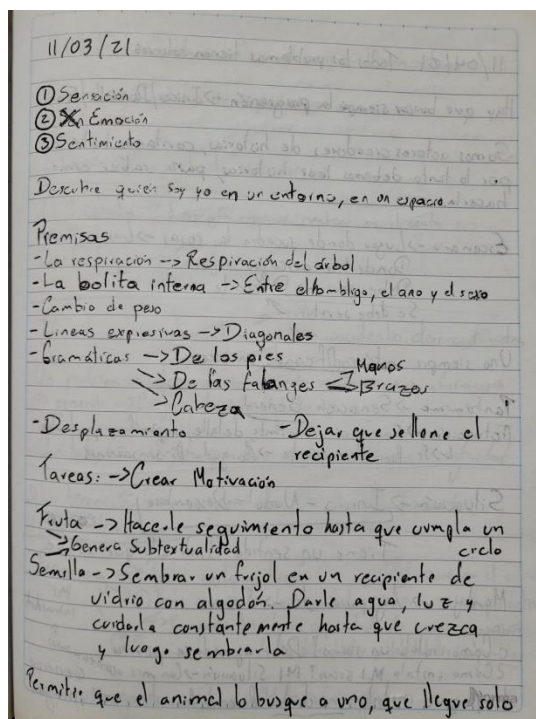 11/03/21
① Sensación
② Emoción
③ Sentimiento
Descubre quien soy yo en un entorno, en un espacio
Premisas
- La respiración -> Respiración del árbol
- La bolita interna -> Entre el ombligo, el ano y el sexo
- Cambio de peso
- Lineas expresivas -> Diagonales
- Gramáticas -> De los pies
-> De las falanges Manos
Brazos
-> Cabeza
- Desplazamiento - Dejar que se llene el
recipiente
Tareas: -> Crear Motivación
Fruta -> Hacerle seguimiento hasta que cumpla un
ciclo
-> Genera Subtextualidad
Semilla -> Sembrar un frijol en un recipiente de
vidrio con algodón. Darle agua, luz y
cuidarla constantemente hasta que crezca
y luego sembrarla
Permitir que el animal lo busque a uno, que llegue solo